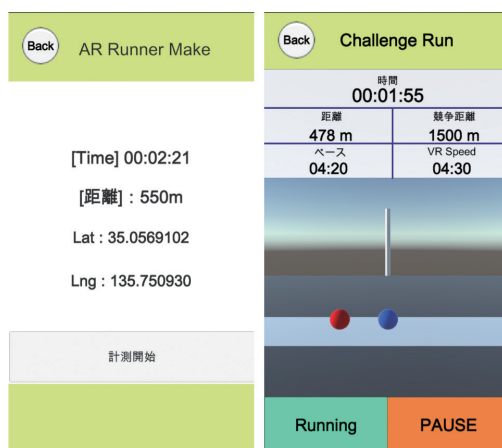 Back
AR Runner Make
[Time] 00:02:21
[距離]：550m
Lat : 35.0569102
Lng : 135.750930
計測開始
Back
Challenge Run
時間
00:01:55
距離
競争距離
478 m
1500 m
ペース
VR Speed
04:20
04:30
Running
PAUSE